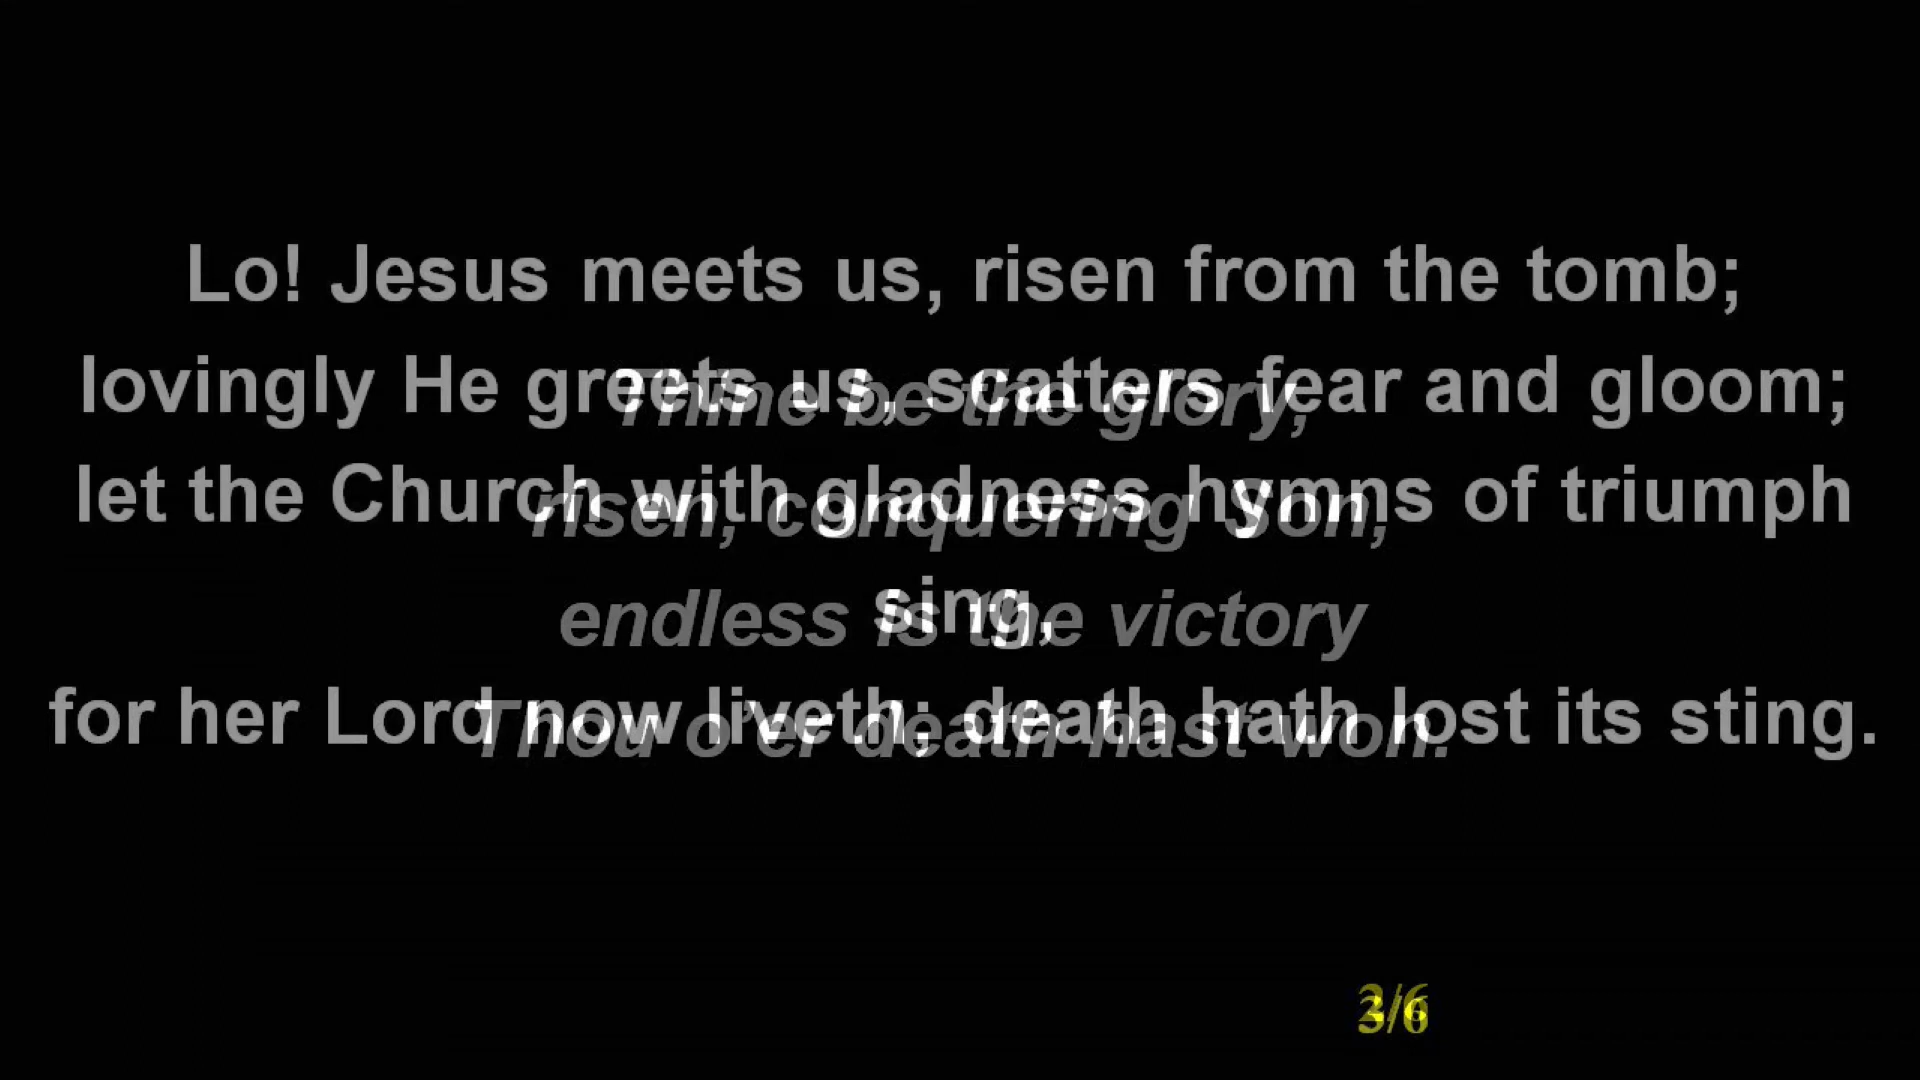 Lo! Jesus meets us, risen from the tomb;
lovingly He greets us, scatters fear and gloom;
let the Church with gladness hymns of triumph
sing,
for her Lord now liveth; death hath lost its sting.
Thine be the glory,
risen, conquering Son,
endless is the victory
Thou o'er death hast won.
3/6